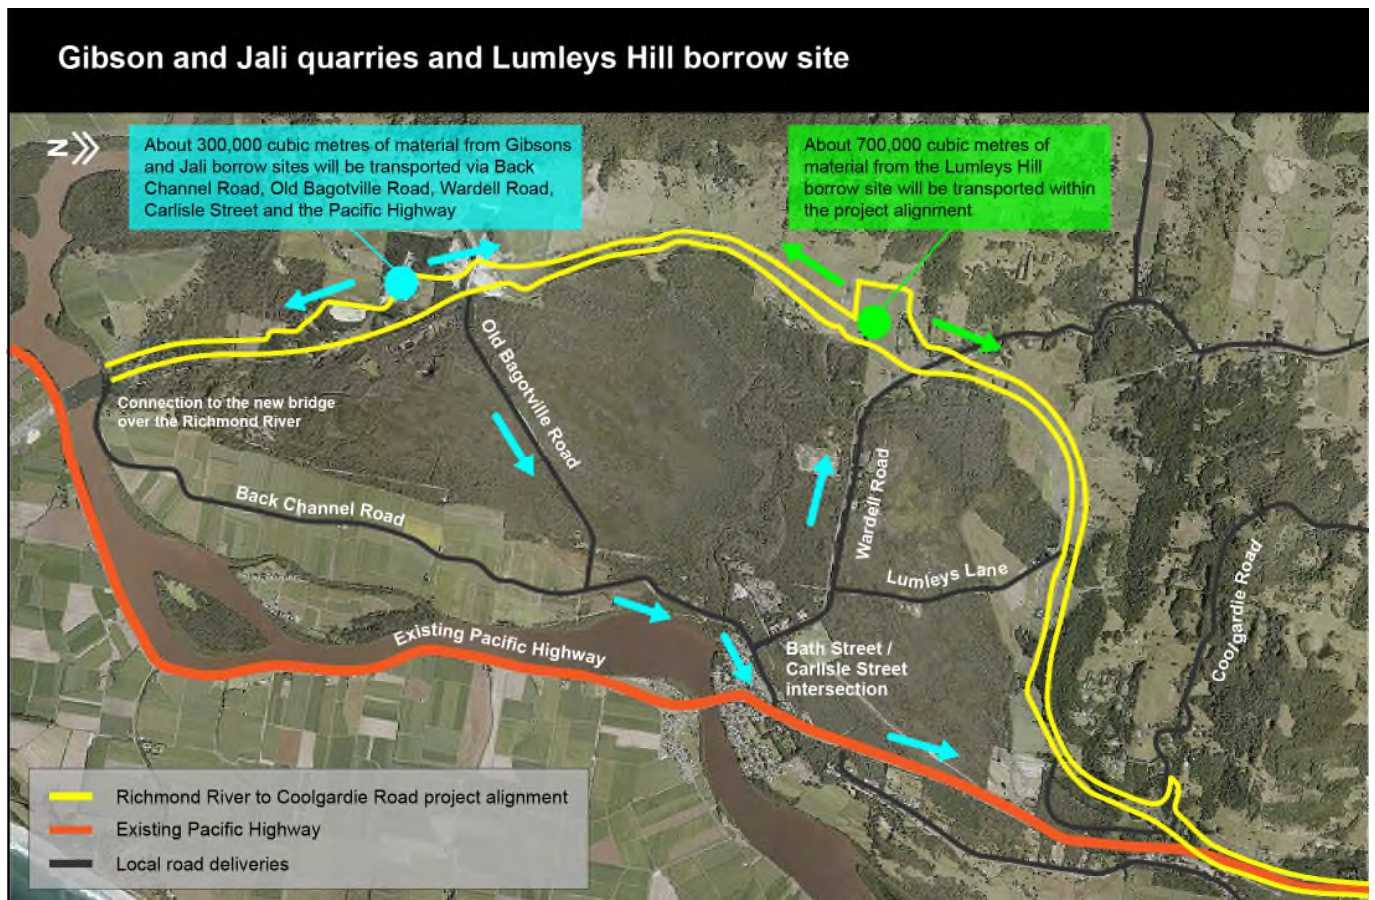 Gibson and Jali quarries and Lumleys Hill borrow site
N
About 300,000 cubic metres of material from Gibsons
and Jali borrow sites will be transported via Back
Channel Road, Old Bagotville Road, Wardell Road,
Carlisle Street and the Pacific Highway
About 700,000 cubic metres of
material from the Lumleys Hill
borrow site will be transported within
the project alignment
Old Bagotville Road
Connection to the new bridge
over the Richmond River
Back Channel Road
Wardell Road
Lumleys Lane
Coolgardie Road
Existing Pacific Highway
Bath Street /
Carlisle Street
intersection
Richmond River to Coolgardie Road project alignment
Existing Pacific Highway
Local road deliveries